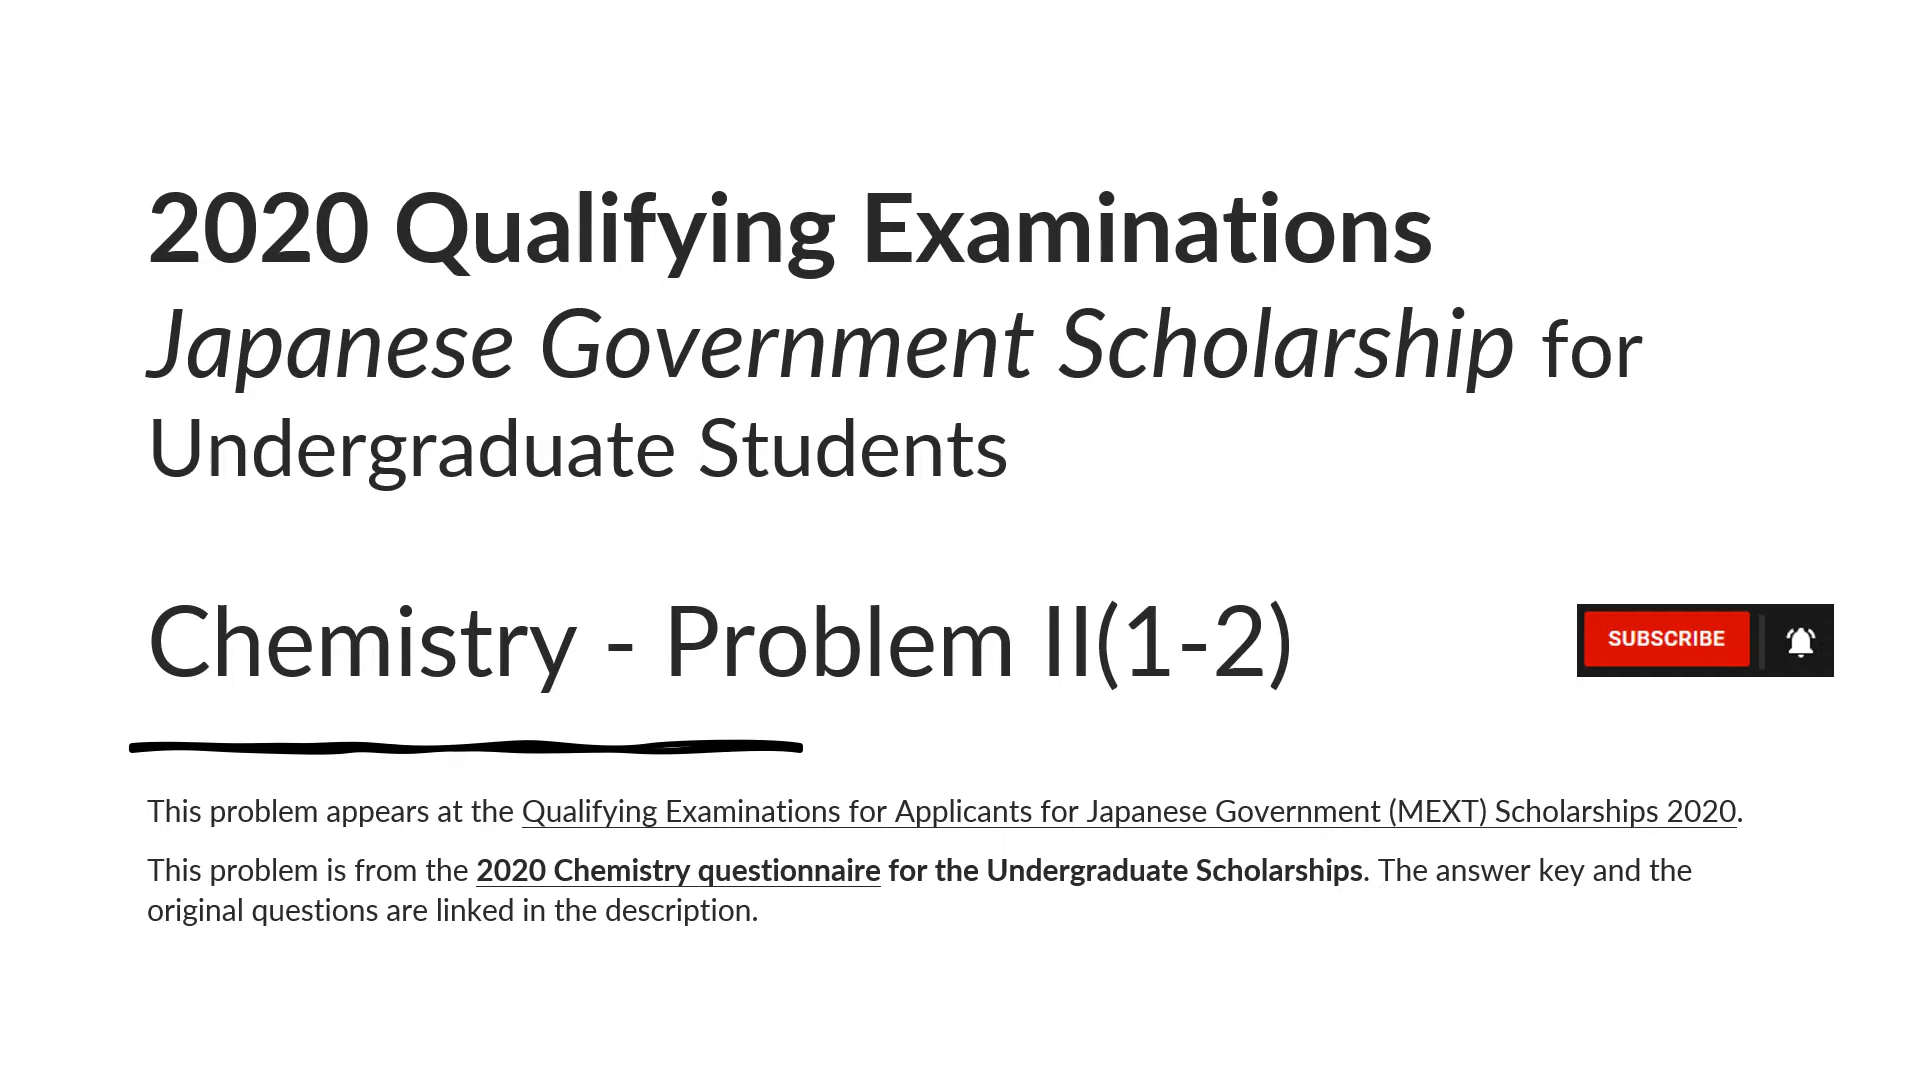 2020 Qualifying Examinations
Japanese Government Scholarship for
Undergraduate Students
Chemistry - Problem II(1-2)
SUBSCRIBE
This problem appears at the Qualifying Examinations for Applicants for Japanese Government (MEXT) Scholarships 2020.
This problem is from the 2020 Chemistry questionnaire for the Undergraduate Scholarships. The answer key and the
original questions are linked in the description.